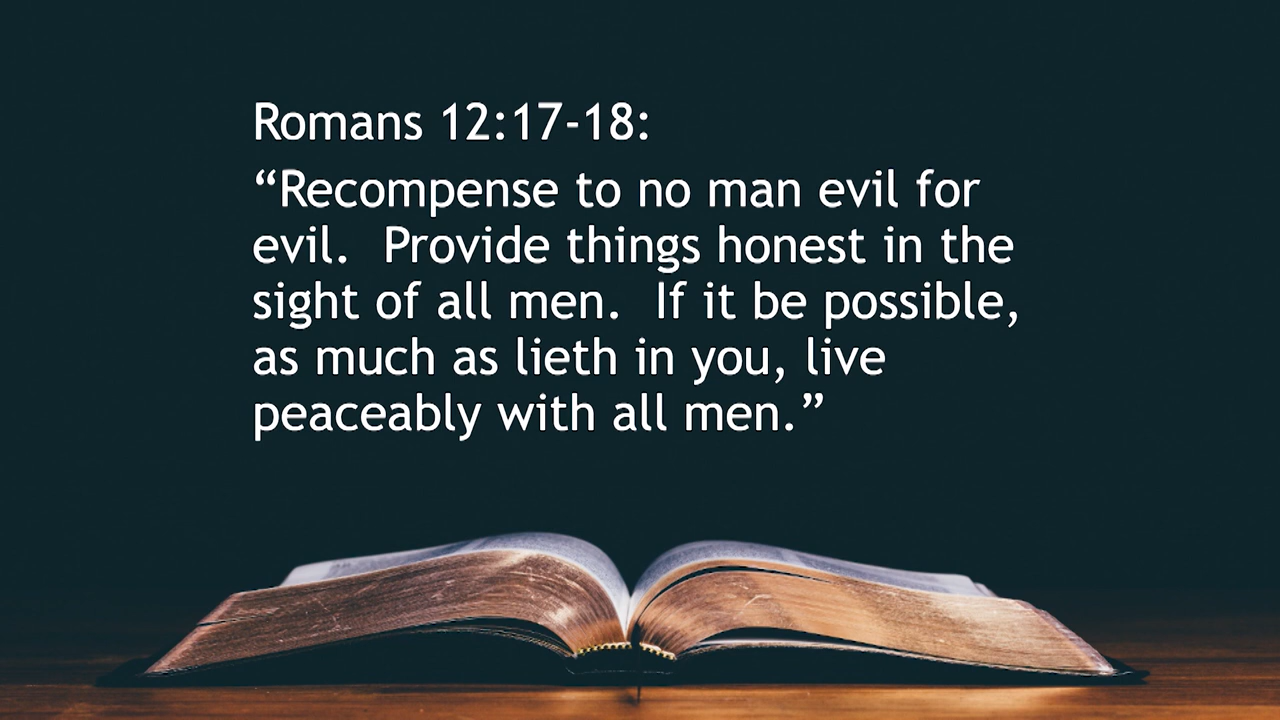 Romans 12:17-18:
“Recompense to no man evil for
evil.  Provide things honest in the
sight of all men.  If it be possible,
as much as lieth in you, live
peaceably with all men.”